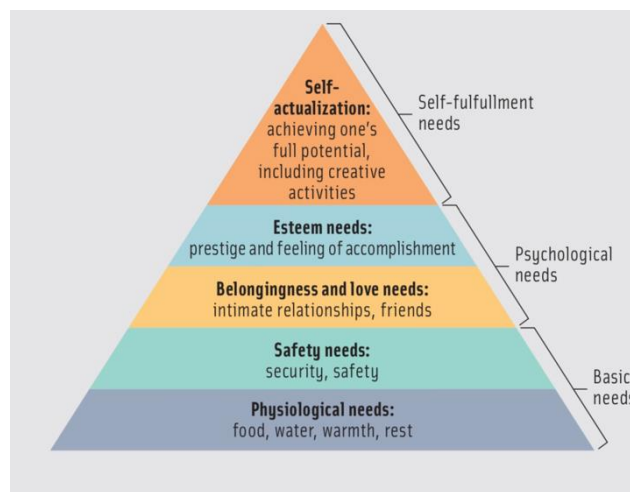 Self-
actualization:
achieving one's
full potential,
including creative
activities
Self-fulfullment
needs
Esteem needs:
prestige and feeling of accomplishment
Psychological
needs
Belongingness and love needs:
intimate relationships, friends
Safety needs:
security, safety
Basic
needs
Physiological needs:
food, water, warmth, rest